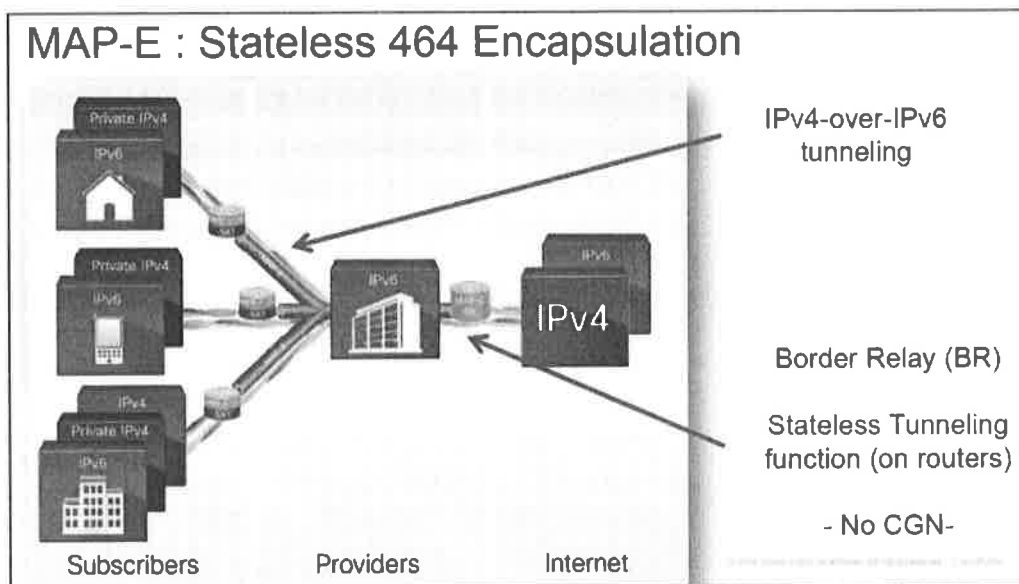 MAP-E : Stateless 464 Encapsulation
Private IPv4
IPv6
IPv4-over-IPv6
tunneling
Private IPv4
IPv6
IPv6
IPv6
IPv4
Border Relay (BR)
IPv4
Private IPv4
IPv6
Stateless Tunneling
function (on routers)
- No CGN-
Subscribers
Providers
Internet